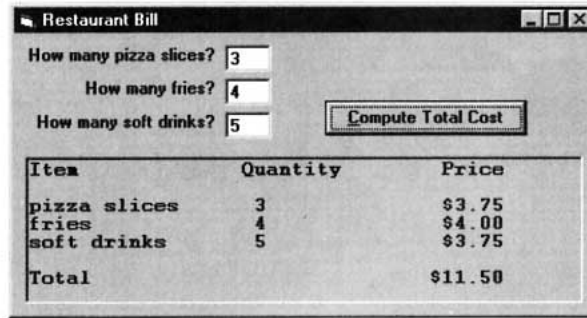 Restaurant Bill
How many pizza slices? 3
How many fries? 4
How many soft drinks? 5
Compute Total Cost
Item Quantity Price
pizza slices 3 $3.75
fries 4 $4.00
soft drinks 5 $3.75
Total $11.50